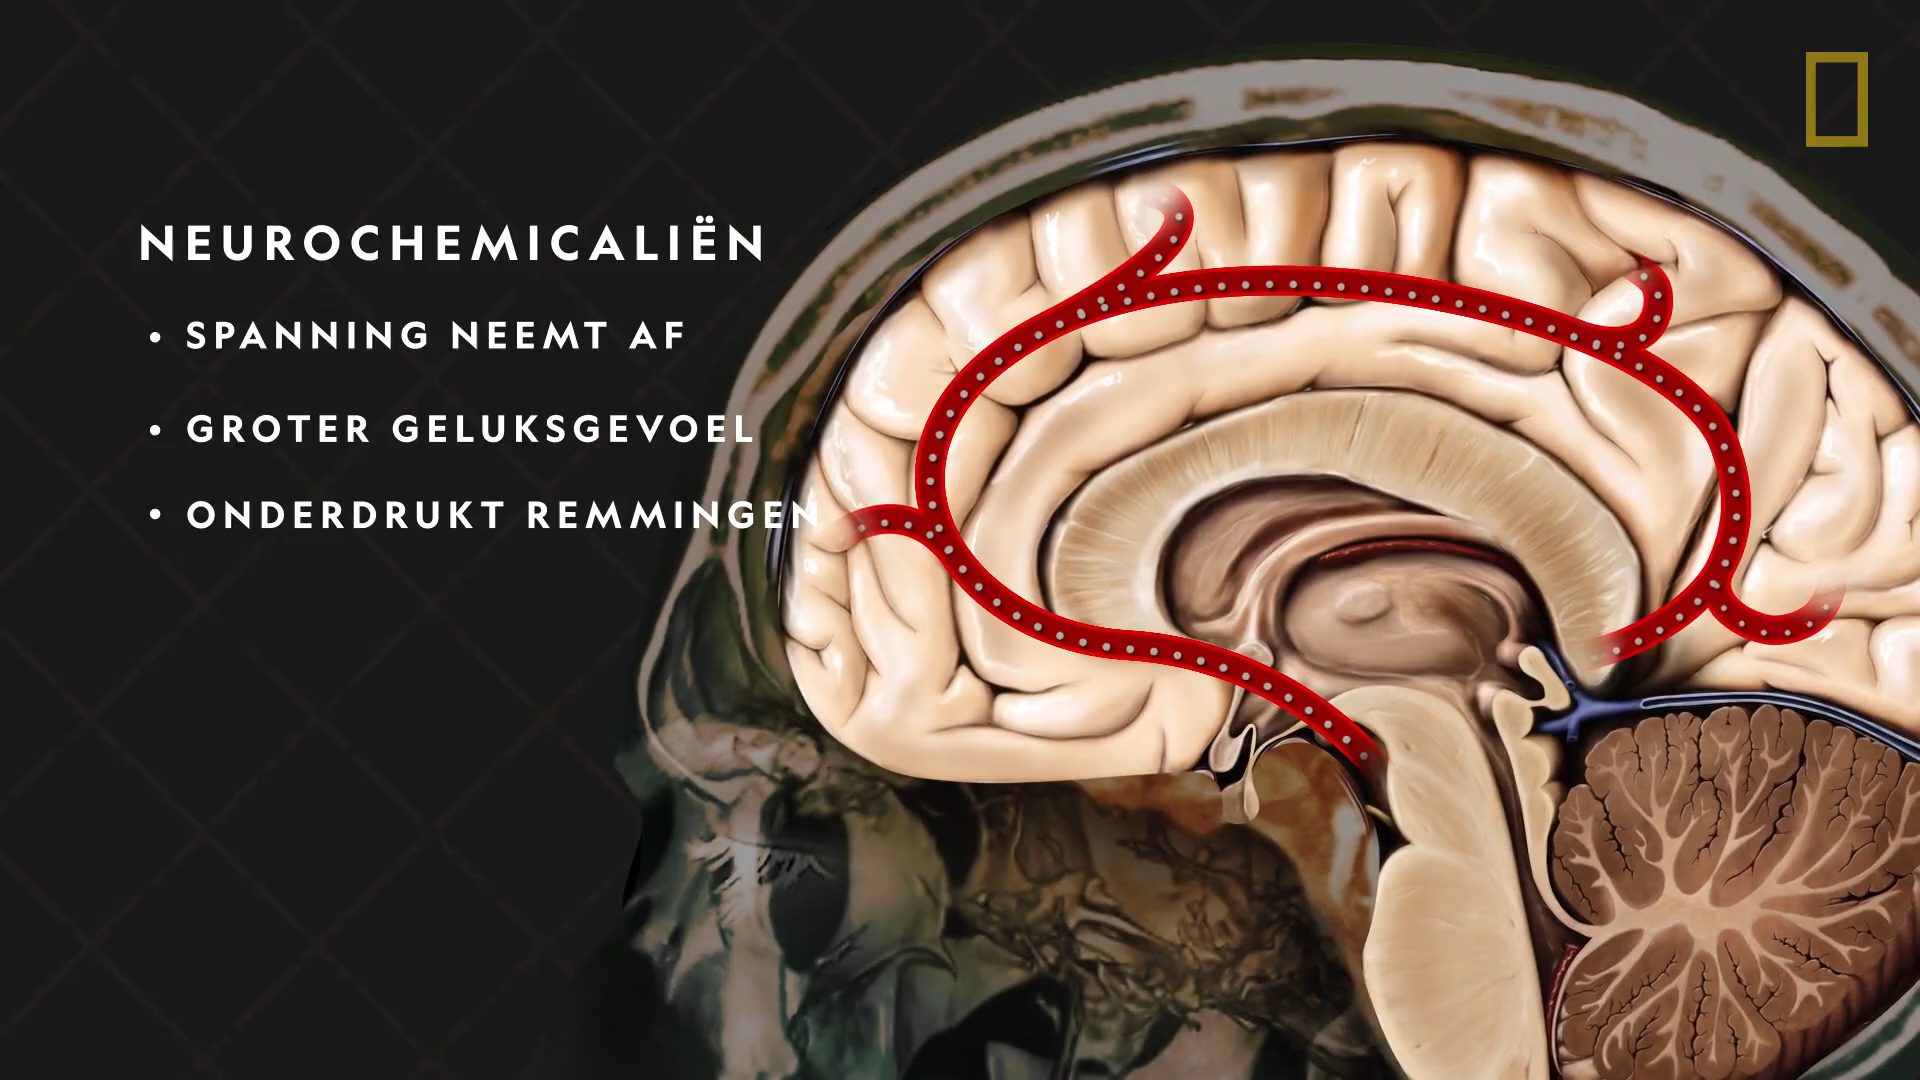 NEUROCHEMICALIËN
• SPANNING NEEMT AF
• GROTER GELUKSGEVOEL
• ONDERDRUKT REMMINGEN